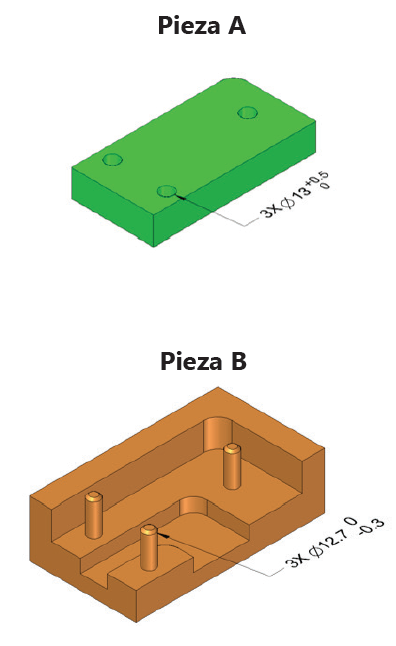 Pieza A
3X ∅13 +0.5 0
Pieza B
3X ∅12.7 0 -0.3